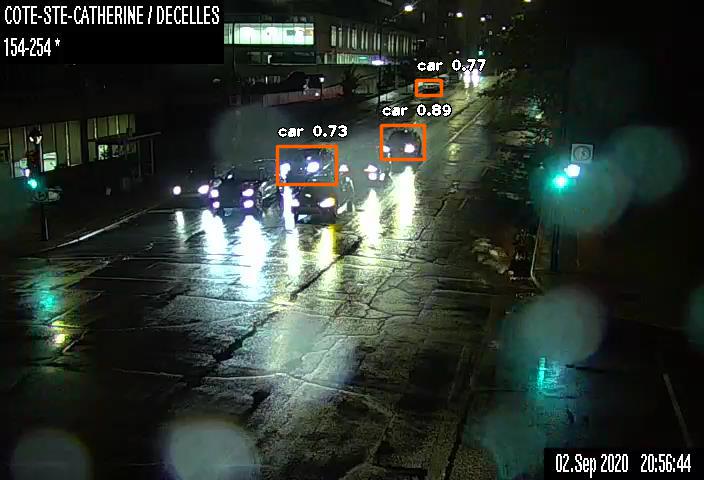 COTE-STE-CATHERINE / DECELLES
154-254 *
car 0.77
car 0.89
car 0.73
02.Sep 2020 20:56:44